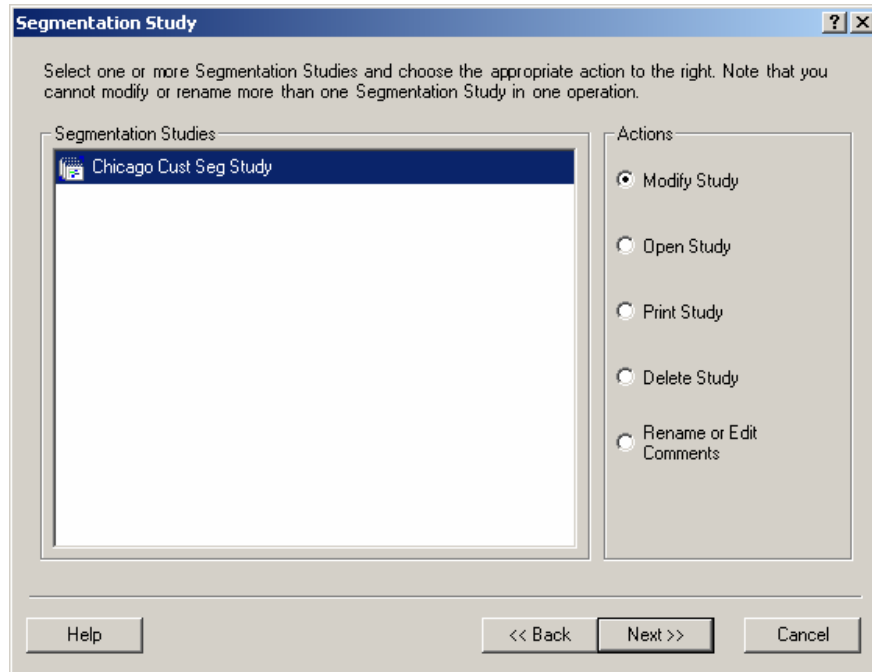 Segmentation Study
Select one or more Segmentation Studies and choose the appropriate action to the right. Note that you
cannot modify or rename more than one Segmentation Study in one operation.
Segmentation Studies
Chicago Cust Seg Study
Actions
Modify Study
Open Study
Print Study
Delete Study
Rename or Edit
Comments
Help
<< Back
Next >>
Cancel